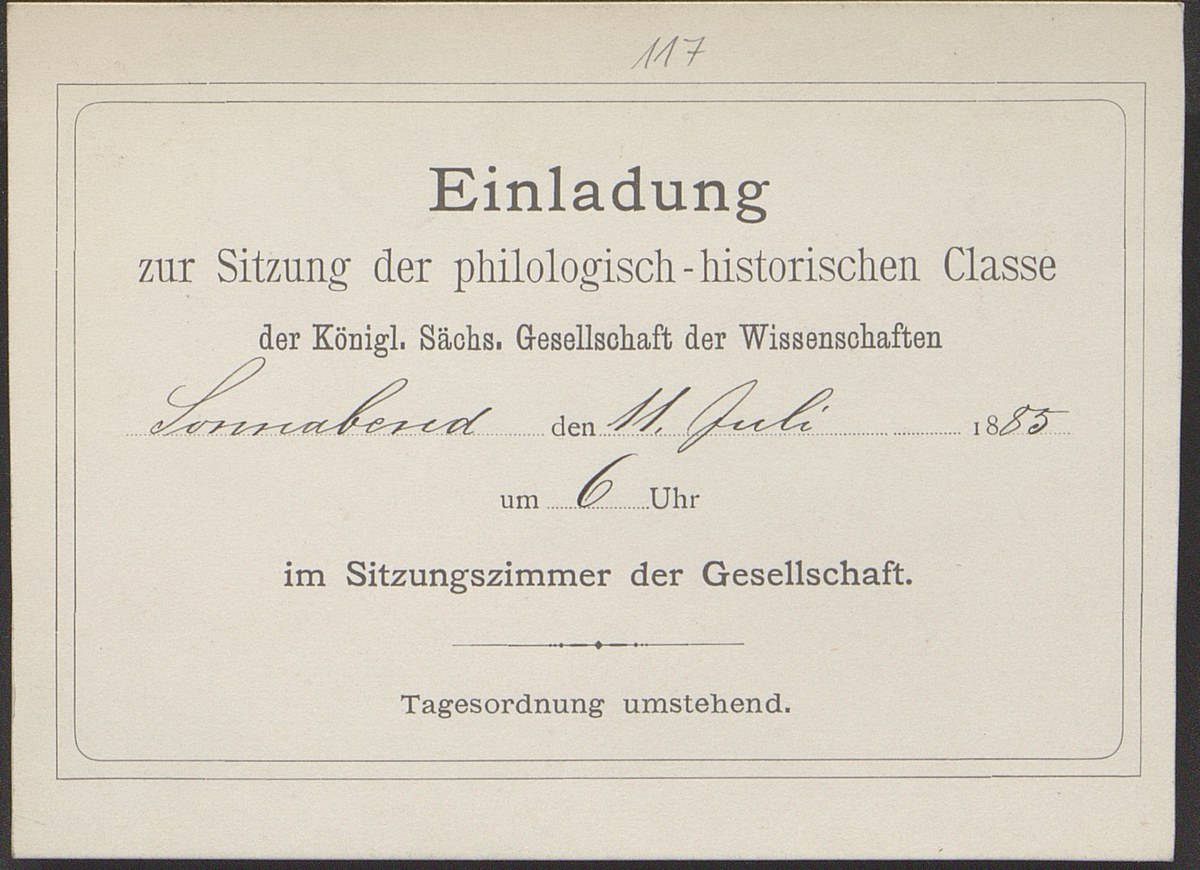 117
Einladung
zur Sitzung der philologisch-historischen Classe
der Königl. Sächs. Gesellschaft der Wissenschaften
Sonnabend den 11. Juli 1885
um 6 Uhr
im Sitzungszimmer der Gesellschaft.
Tagesordnung umstehend.